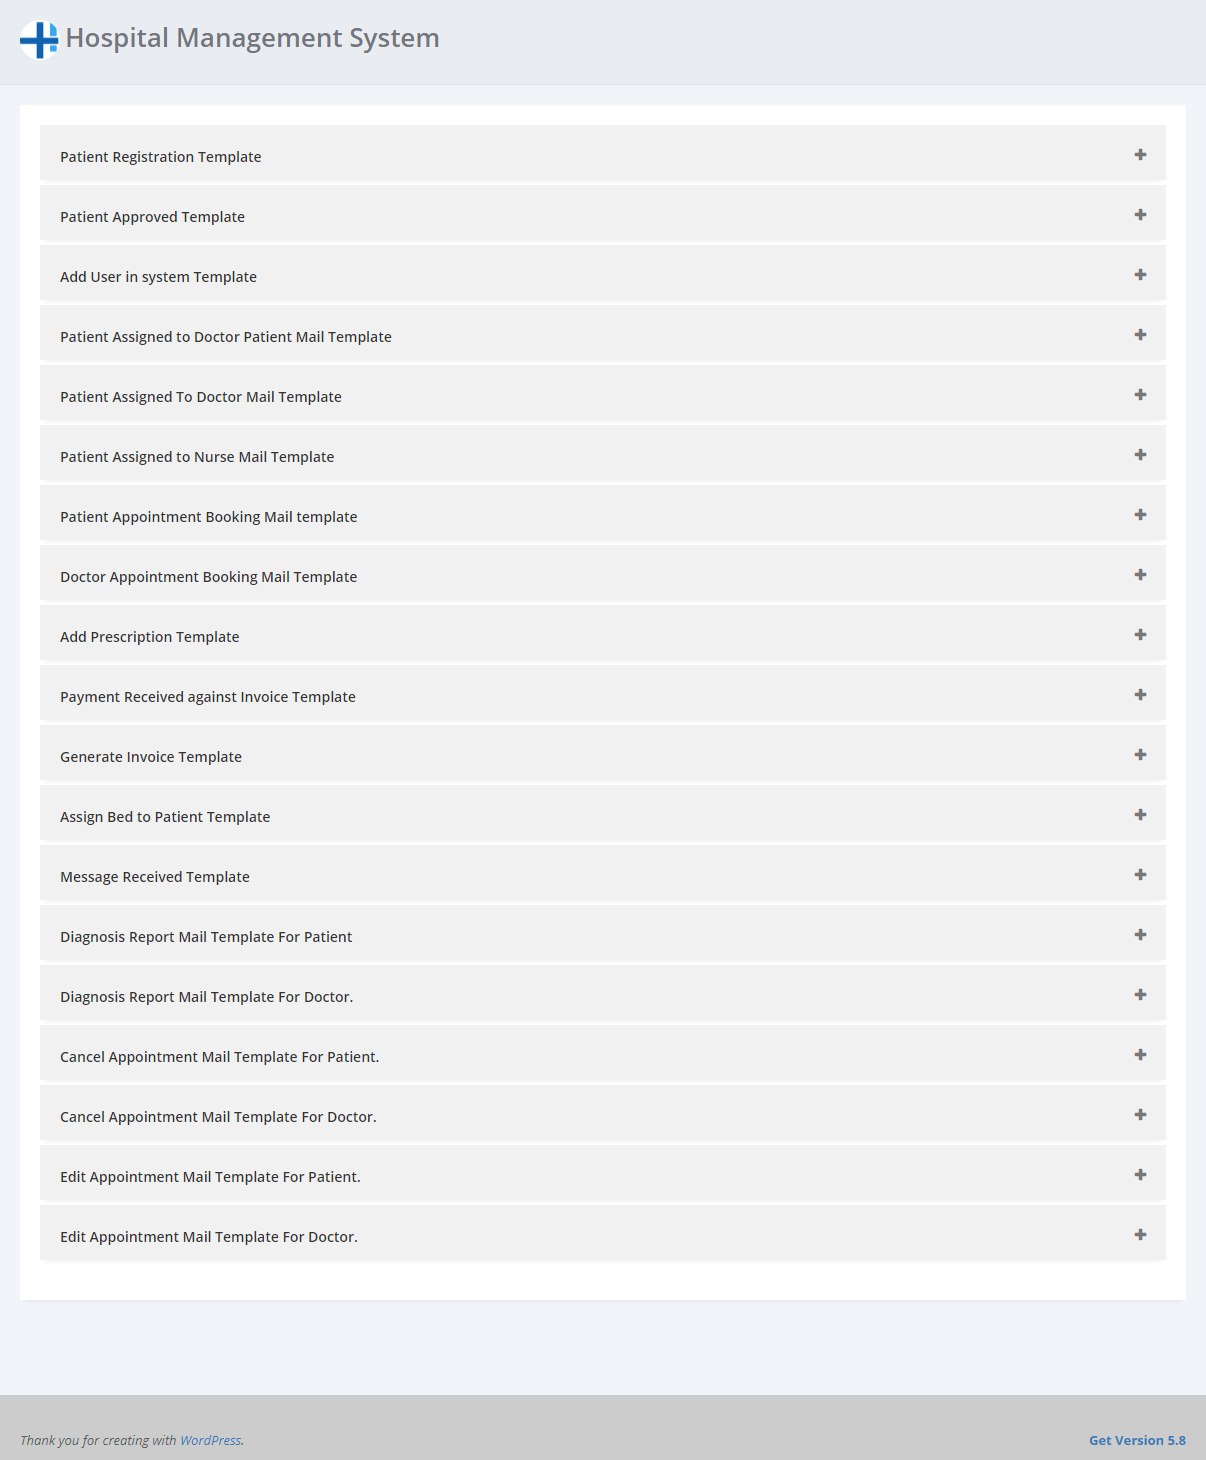 Hospital Management System
Patient Registration Template
Patient Approved Template
Add User in system Template
Patient Assigned to Doctor Patient Mail Template
Patient Assigned To Doctor Mail Template
Patient Assigned to Nurse Mail Template
Patient Appointment Booking Mail template
Doctor Appointment Booking Mail Template
Add Prescription Template
Payment Received against Invoice Template
Generate Invoice Template
Assign Bed to Patient Template
Message Received Template
Diagnosis Report Mail Template For Patient
Diagnosis Report Mail Template For Doctor.
Cancel Appointment Mail Template For Patient.
Cancel Appointment Mail Template For Doctor.
Edit Appointment Mail Template For Patient.
Edit Appointment Mail Template For Doctor.
Thank you for creating with WordPress.
Get Version 5.8